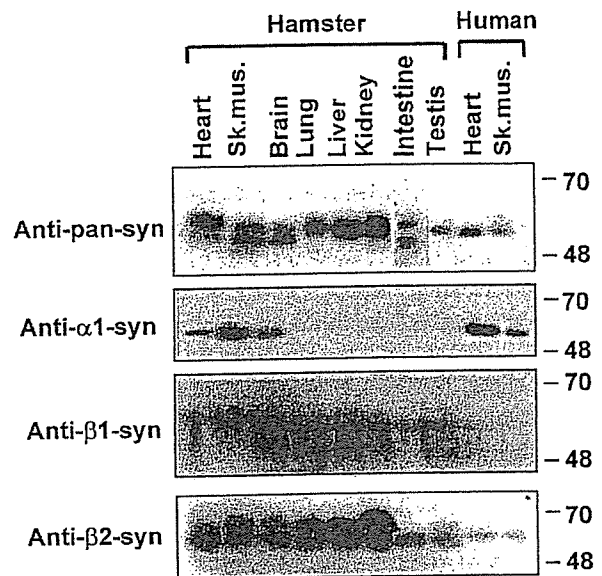 Hamster Human
Heart Sk.mus. Brain Lung Liver Kidney Intestine Testis Heart Sk.mus.
Anti-pan-syn
70
48
Anti-α1-syn
70
48
Anti-β1-syn
70
48
Anti-β2-syn
70
48